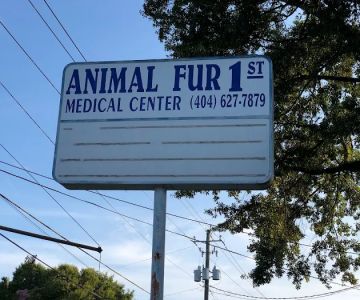 ANIMAL FUR 1ST
MEDICAL CENTER (404) 627-7879